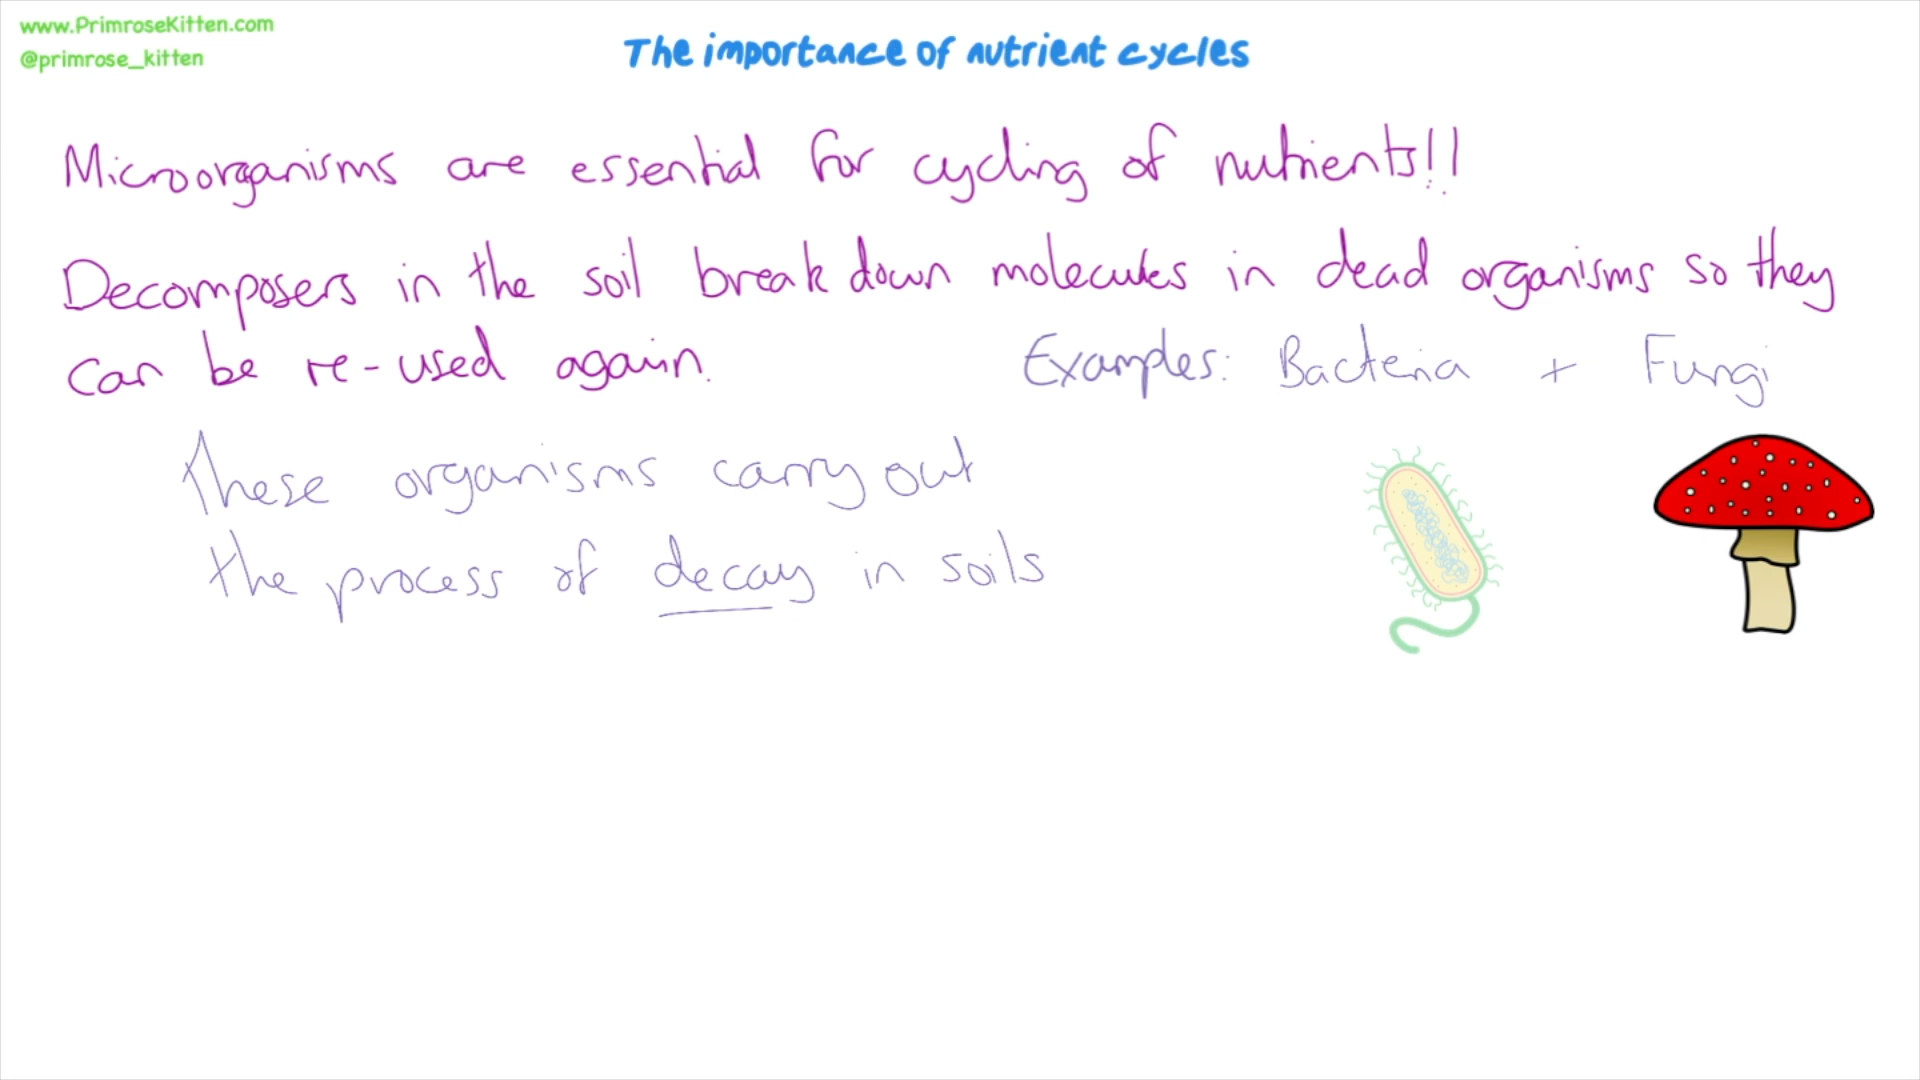 www.PrimroseKitten.com
@primrose_kitten
The importance of nutrient cycles
Microorganisms are essential for cycling of nutrients!!
Decomposers in the soil break down molecules in dead organisms so they
can be re-used again.
Examples: Bacteria + Fungi
These organisms carry out
the process of decay in soils